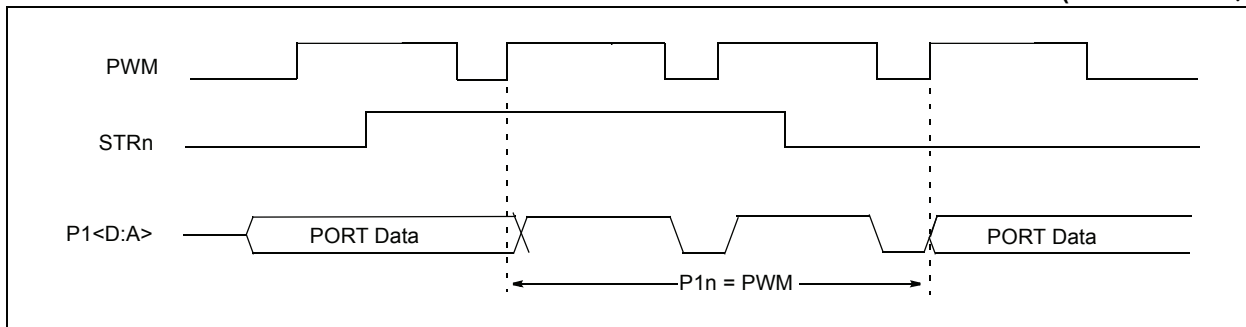 PWM
STRn
P1<D:A>
PORT Data
PORT Data
P1n = PWM